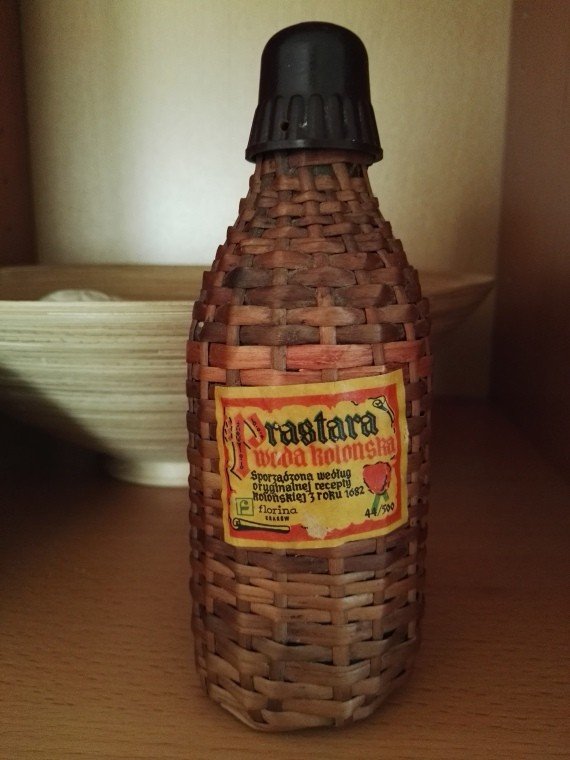 Prastara
woda kolońska
Sporządzona według
oryginalnej recepty
kolońskiej z roku 1682
f florina
KRAKÓW
44/500